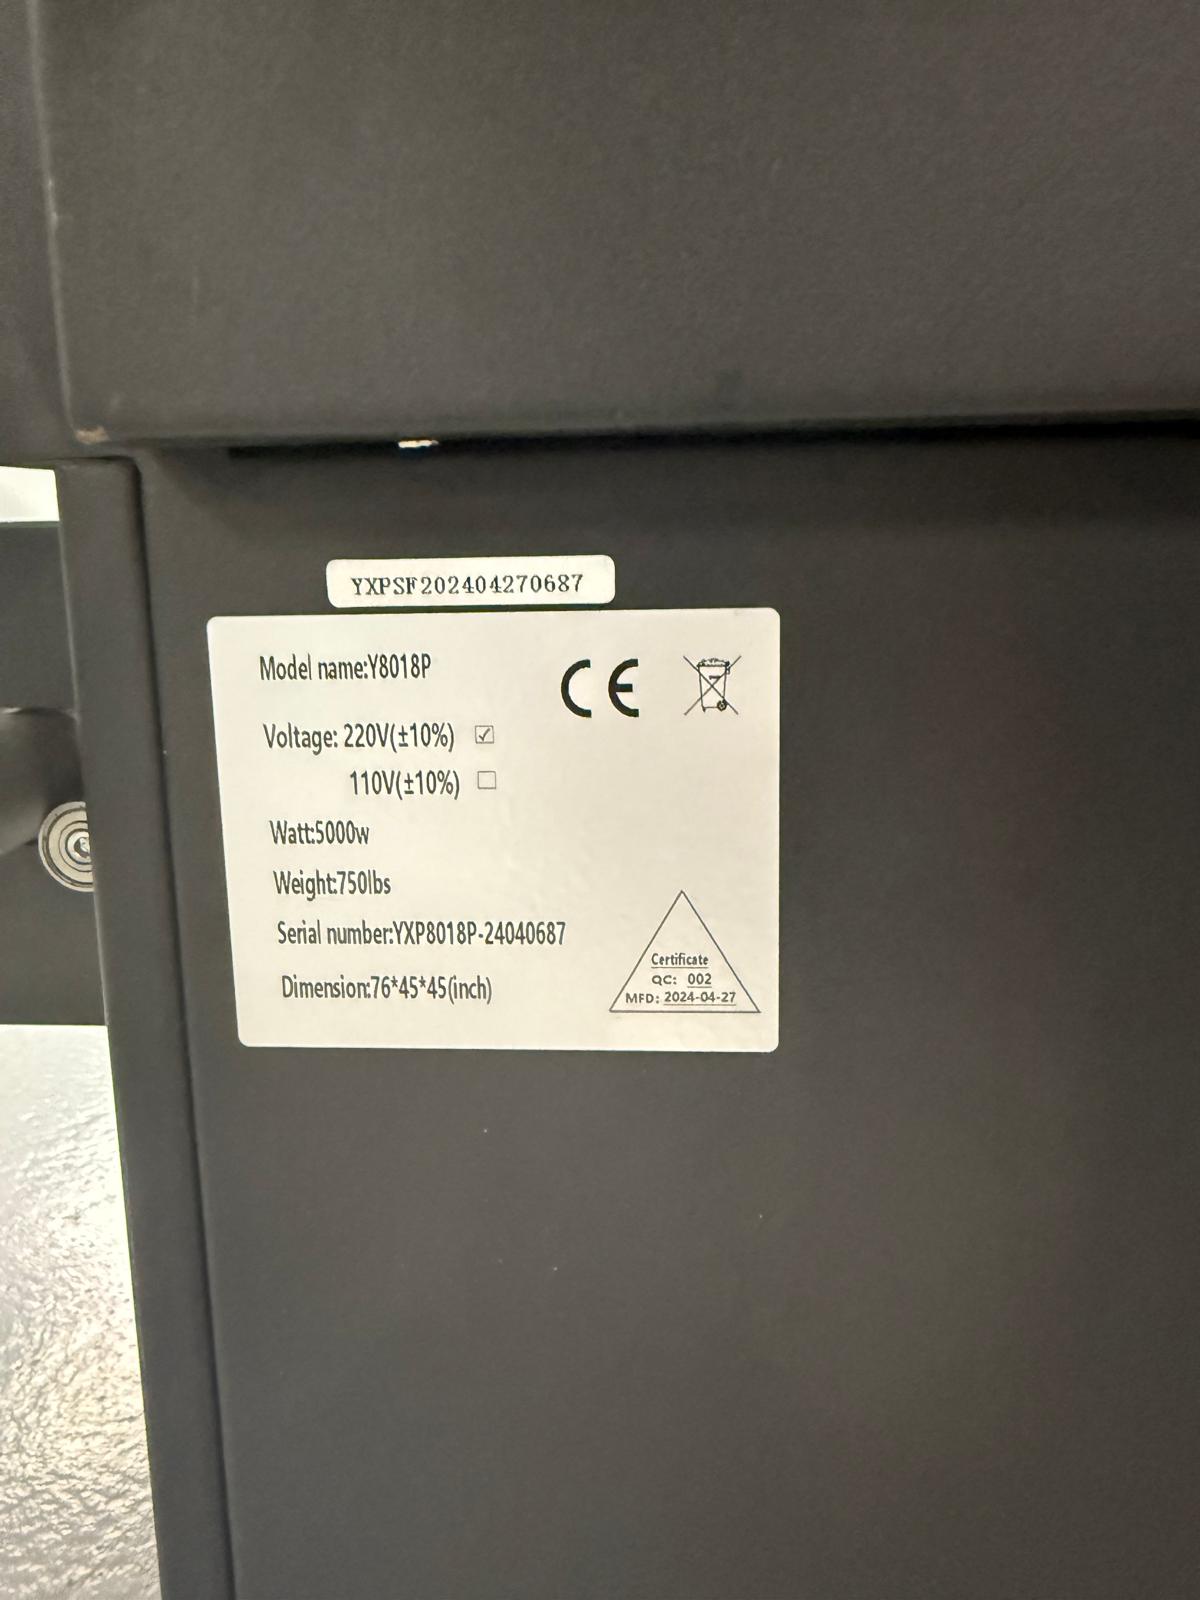 YXPSF202404270687
Model name:Y8018P
CE
Voltage: 220V(±10%) ☑
110V(±10%) ☐
Watt:5000w
Weight:750lbs
Serial number:YXP8018P-24040687
Dimension:76*45*45(inch)
Certificate
QC: 002
MFD: 2024-04-27